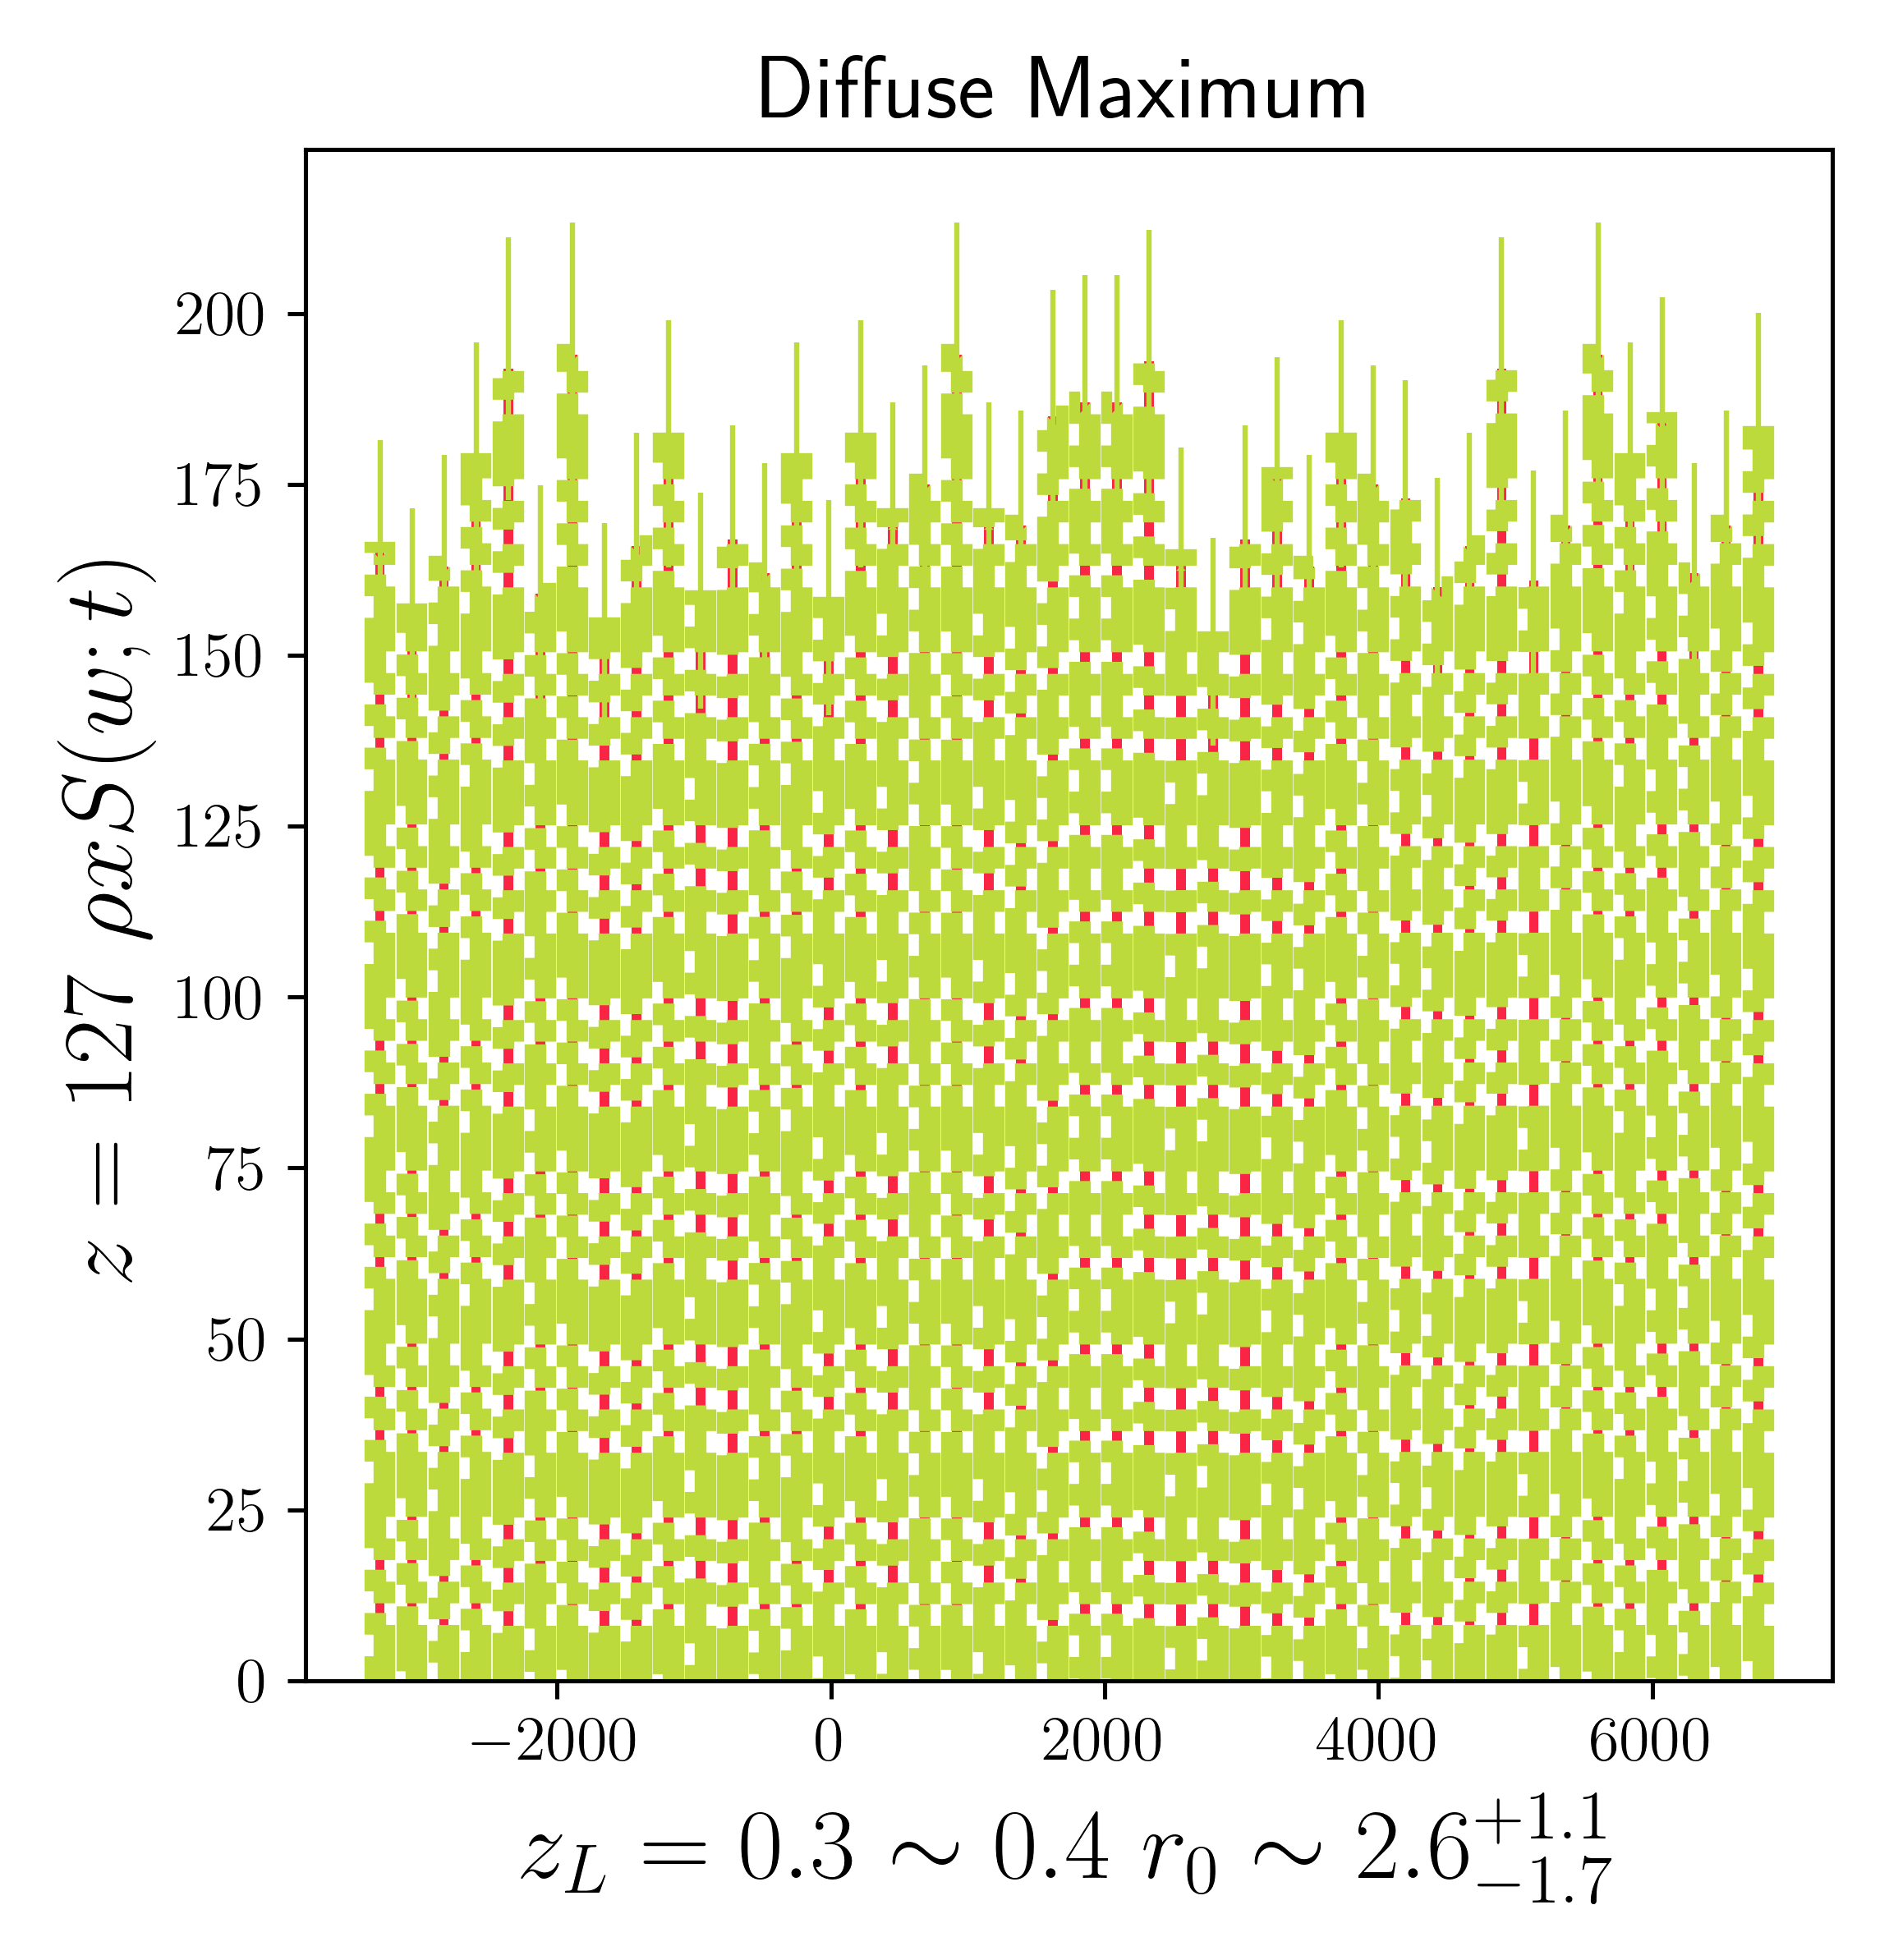 Diffuse Maximum
z = 127 ρxS(w; t)
200
175
150
125
100
75
50
25
0
−2000 0 2000 4000 6000
z_L = 0.3 ∼ 0.4 r_0 ∼ 2.6^{+1.1}_{−1.7}